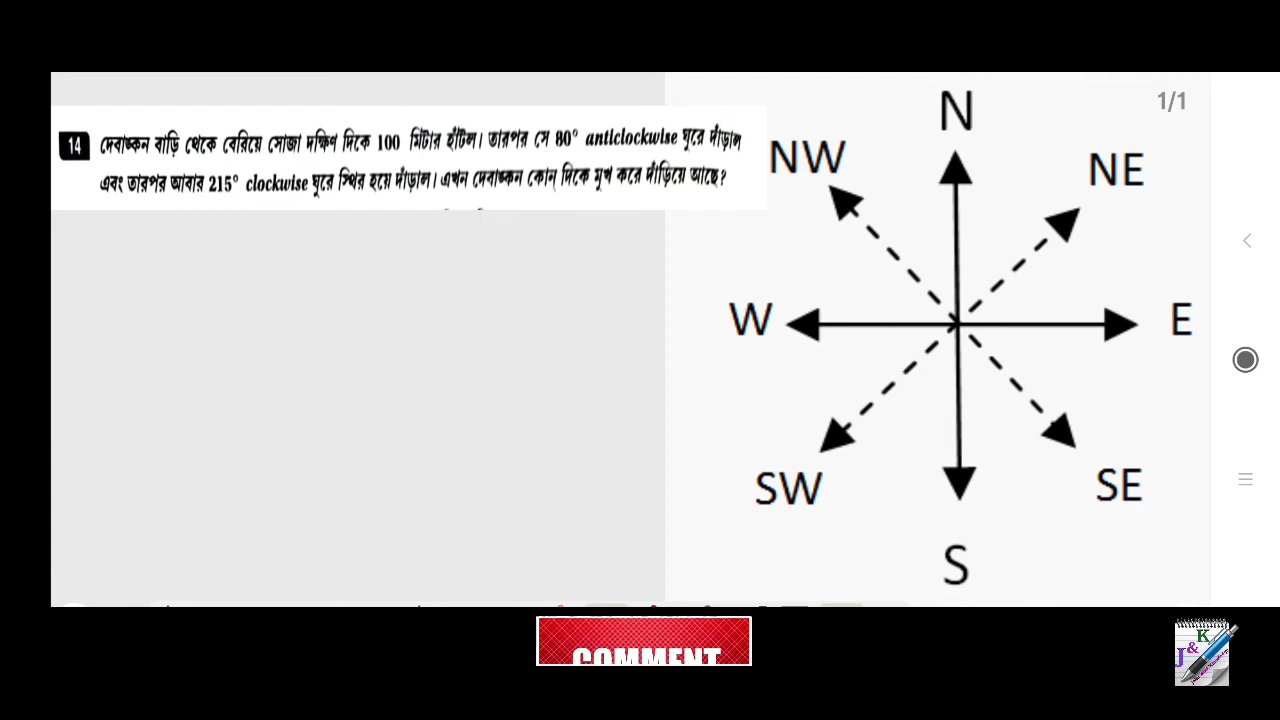 1/1
14 দেবাঙ্কন বাড়ি থেকে বেরিয়ে সোজা দক্ষিণ দিকে 100 মিটার হাঁটল। তারপর সে 80° anticlockwise ঘুরে দাঁড়াল
এবং তারপর আবার 215° clockwise ঘুরে স্থির হয়ে দাঁড়াল। এখন দেবাঙ্কন কোন্ দিকে মুখ করে দাঁড়িয়ে আছে?
N
NW NE
W E
SW SE
S
COMMENT
J & K